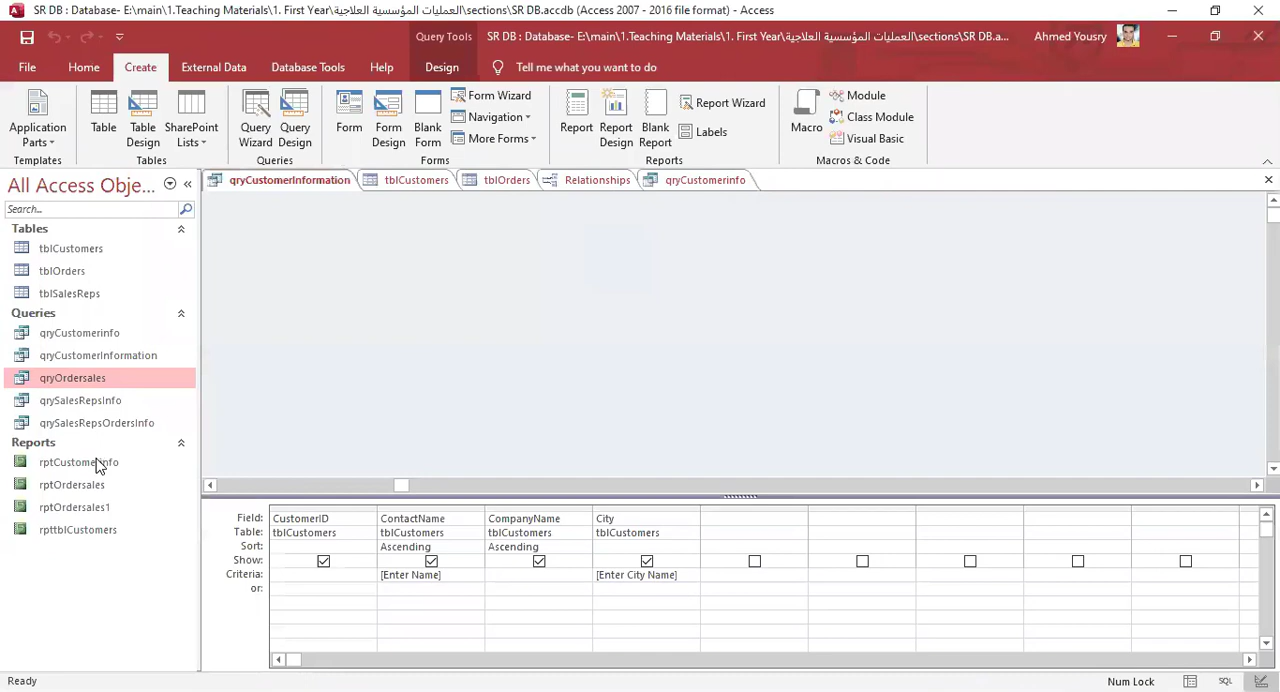 SR DB : Database- E:\main\1.Teaching Materials\1. First Year\العمليات المؤسسية العلاجية\sections\SR DB.accdb (Access 2007 - 2016 file format) - Access
Query Tools
SR DB : Database- E:\main\1.Teaching Materials\1. First Year\العمليات المؤسسية العلاجية\sections\SR DB.a...
Ahmed Yousry
File Home Create External Data Database Tools Help Design Tell me what you want to do
Application Parts
Templates
Table
Table Design
SharePoint Lists
Tables
Query Wizard
Query Design
Queries
Form
Form Design
Blank Form
Form Wizard
Navigation
More Forms
Forms
Report
Report Design
Blank Report
Report Wizard
Labels
Reports
Macro
Module
Class Module
Visual Basic
Macros & Code
All Access Obje...
Search...
Tables
tblCustomers
tblOrders
tblSalesReps
Queries
qryCustomerinfo
qryCustomerInformation
qryOrdersales
qrySalesRepsInfo
qrySalesRepsOrdersInfo
Reports
rptCustomerinfo
rptOrdersales
rptOrdersales1
rpttblCustomers
qryCustomerInformation tblCustomers tblOrders Relationships qryCustomerinfo
Field: CustomerID ContactName CompanyName City
Table: tblCustomers tblCustomers tblCustomers tblCustomers
Sort: Ascending Ascending
Show:
Criteria: [Enter Name] [Enter City Name]
or:
Ready
Num Lock
SQL